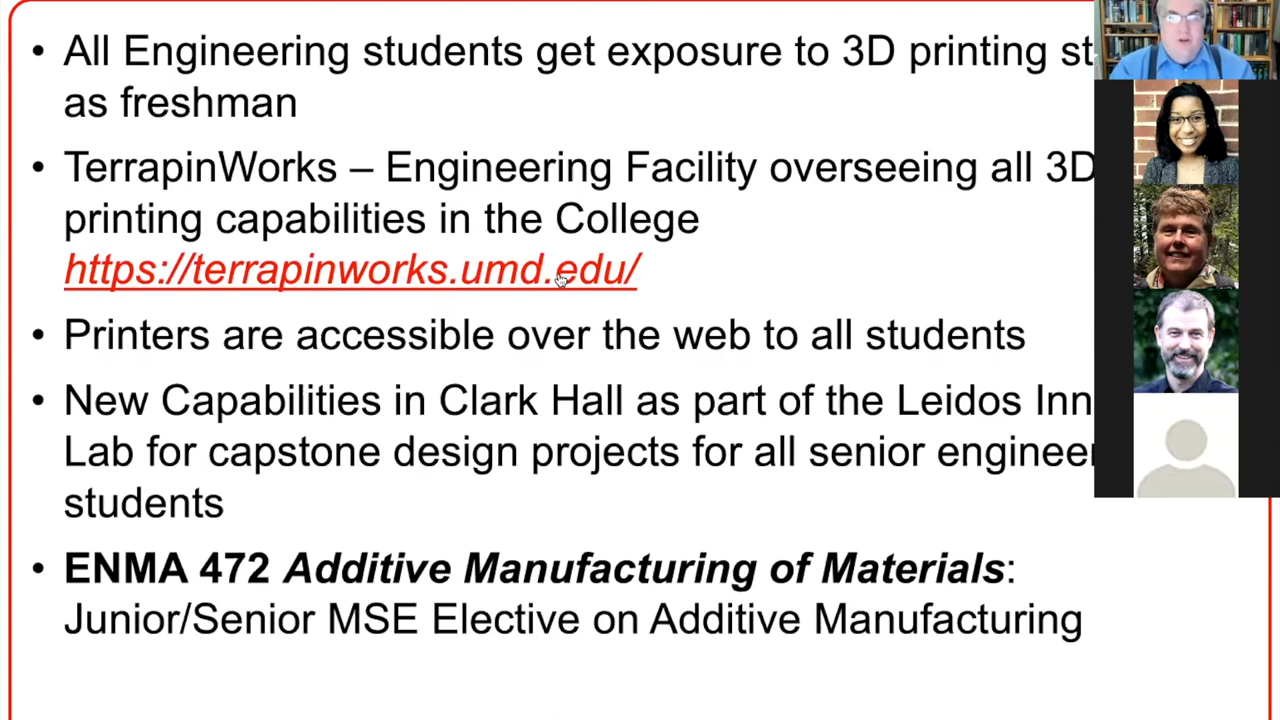 • All Engineering students get exposure to 3D printing st
as freshman
• TerrapinWorks – Engineering Facility overseeing all 3D
printing capabilities in the College
https://terrapinworks.umd.edu/
• Printers are accessible over the web to all students
• New Capabilities in Clark Hall as part of the Leidos Inn
Lab for capstone design projects for all senior engineer
students
• ENMA 472 Additive Manufacturing of Materials:
Junior/Senior MSE Elective on Additive Manufacturing